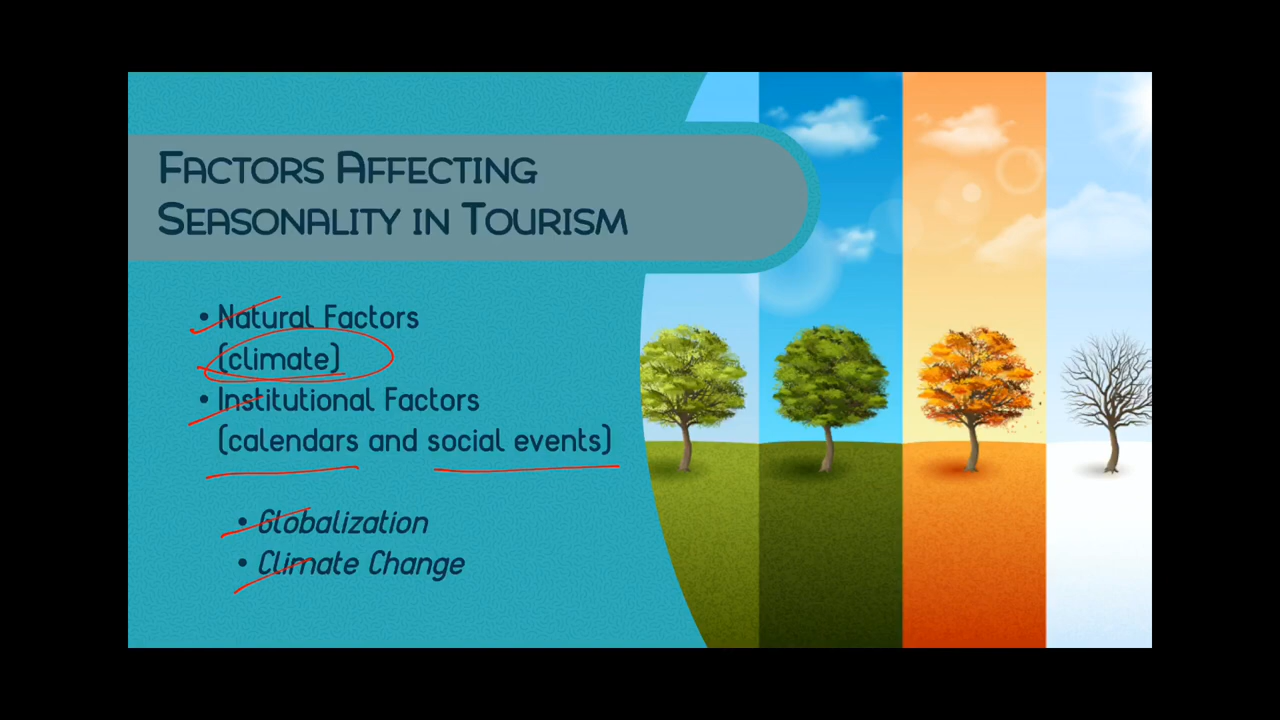 Factors Affecting
Seasonality in Tourism
• Natural Factors
(climate)
• Institutional Factors
(calendars and social events)
• Globalization
• Climate Change